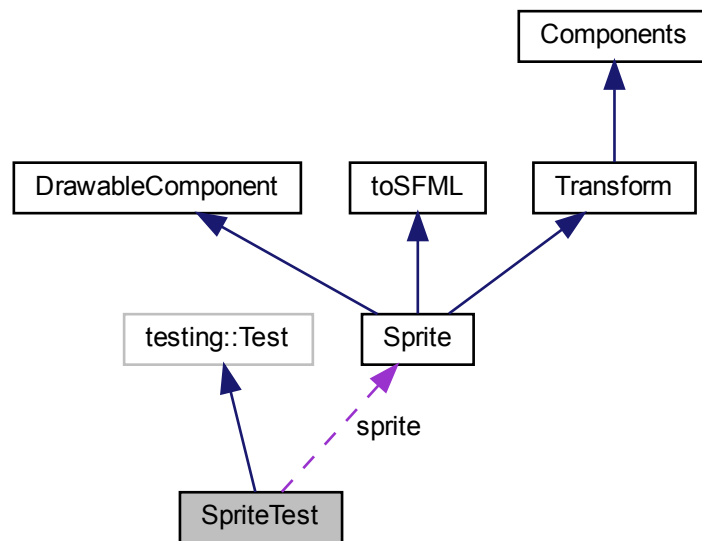 Components
DrawableComponent
toSFML
Transform
testing::Test
Sprite
sprite
SpriteTest